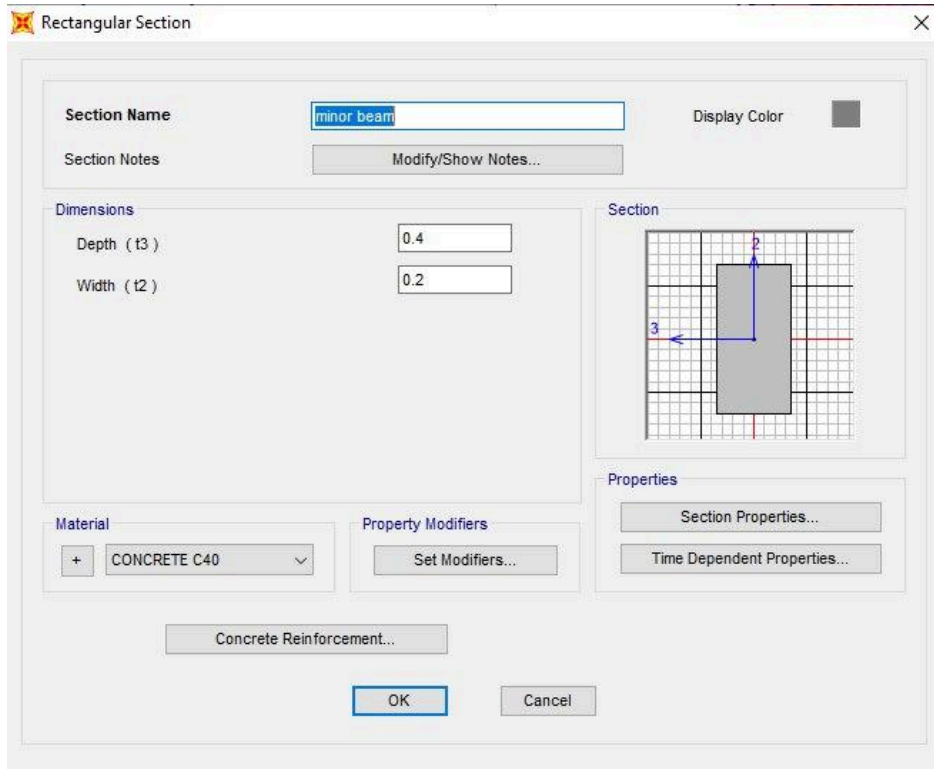 Rectangular Section
Section Name minor beam Display Color
Section Notes Modify/Show Notes...
Dimensions
Depth ( t3 ) 0.4
Width ( t2 ) 0.2
Section
2
3
Properties
Section Properties...
Time Dependent Properties...
Material
+ CONCRETE C40
Property Modifiers
Set Modifiers...
Concrete Reinforcement...
OK Cancel